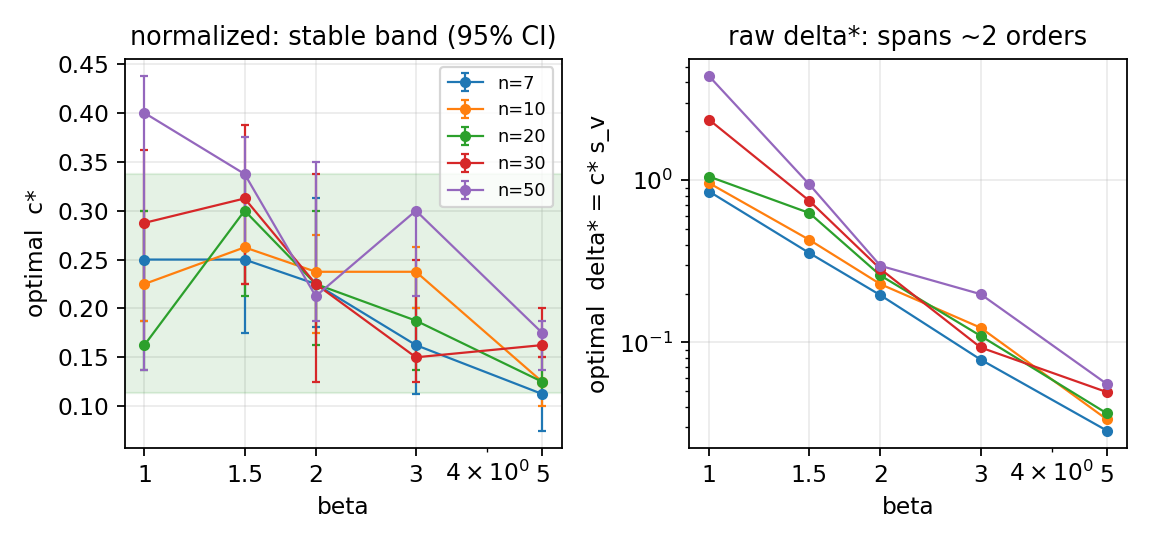 normalized: stable band (95% CI)
optimal c*
0.45
0.40
0.35
0.30
0.25
0.20
0.15
0.10
n=7
n=10
n=20
n=30
n=50
1
1.5
2
3
4 × 10⁰
5
beta
raw delta*: spans ~2 orders
optimal delta* = c* s_v
10⁰
10⁻¹
1
1.5
2
3
4 × 10⁰
5
beta